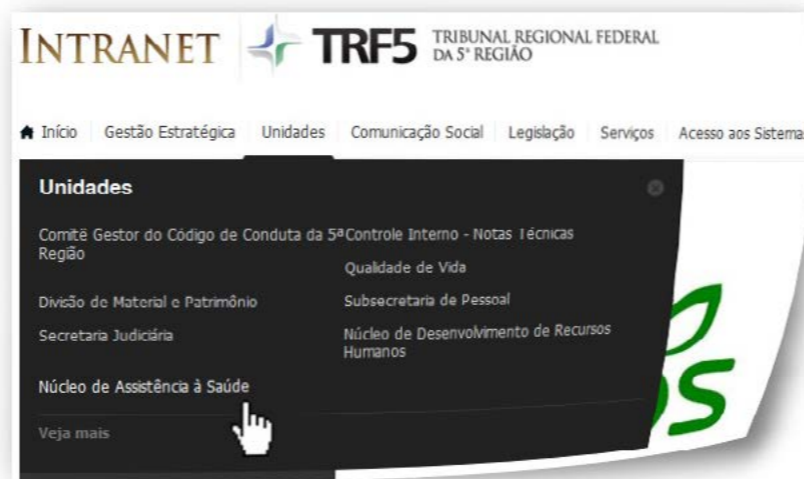 INTRANET
TRF5
TRIBUNAL REGIONAL FEDERAL
DA 5ª REGIÃO
Início Gestão Estratégica Unidades Comunicação Social Legislação Serviços Acesso aos Sistema
Unidades
Comitê Gestor do Código de Conduta da 5ª
Região
Controle Interno - Notas Técnicas
Qualidade de Vida
Divisão de Material e Patrimônio
Subsecretaria de Pessoal
Secretaria Judiciária
Núcleo de Desenvolvimento de Recursos
Humanos
Núcleo de Assistência à Saúde
Veja mais